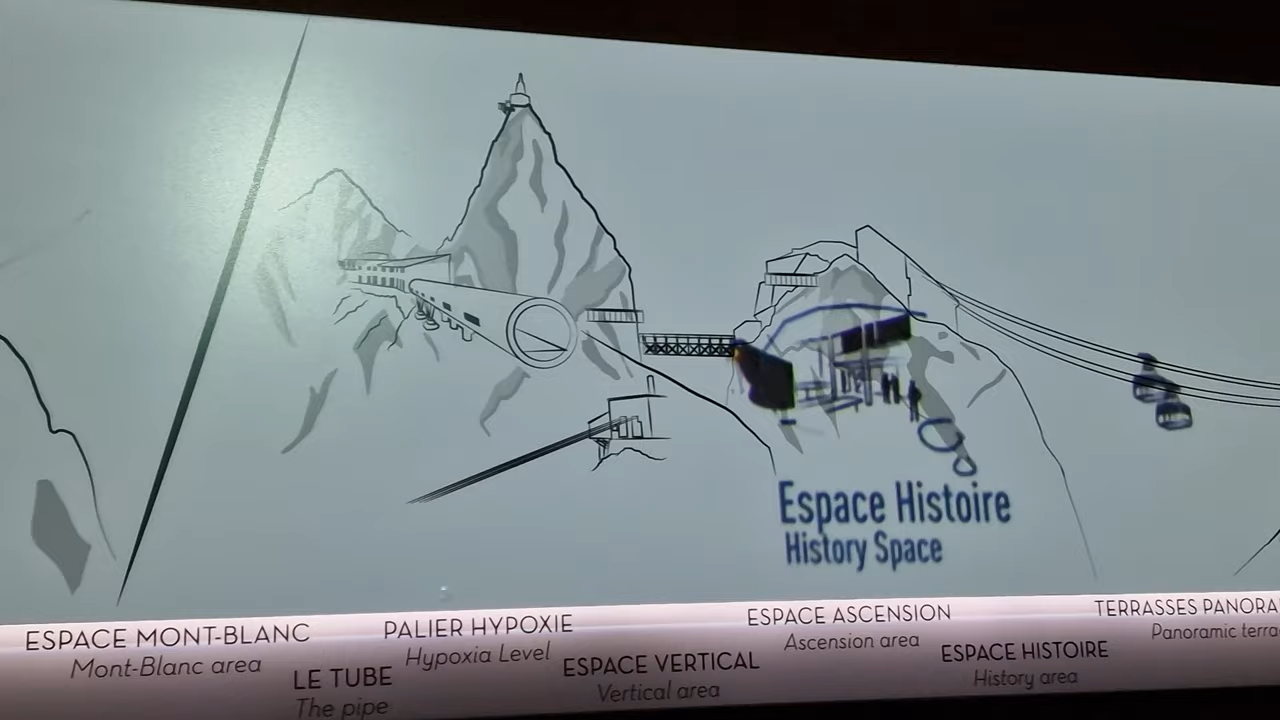 Espace Histoire
History Space
ESPACE MONT-BLANC
Mont-Blanc area
LE TUBE
The pipe
PALIER HYPOXIE
Hypoxia Level
ESPACE VERTICAL
Vertical area
ESPACE ASCENSION
Ascension area
ESPACE HISTOIRE
History area
TERRASSES PANORA
Panoramic terra